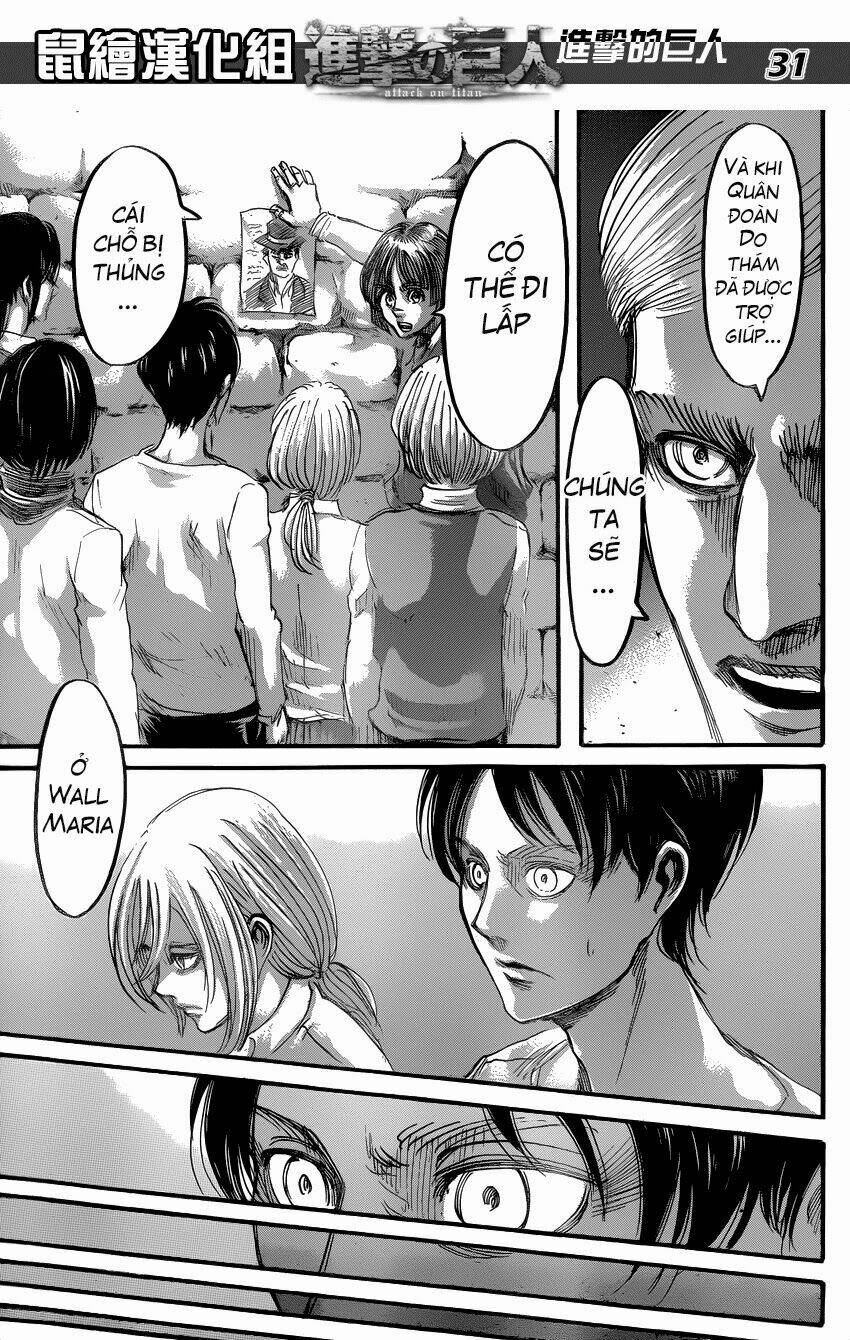 鼠繪漢化組
進撃の巨人
attack on titan
進擊的巨人
31
VÀ KHI
QUÂN
ĐOÀN
DO
THÁM
ĐÃ ĐƯỢC
TRỢ
GIÚP...
CHÚNG
TA
SẼ
...
CÓ
THỂ ĐI
LẤP
CÁI
CHỖ BỊ
THỦNG
...
Ở
WALL
MARIA